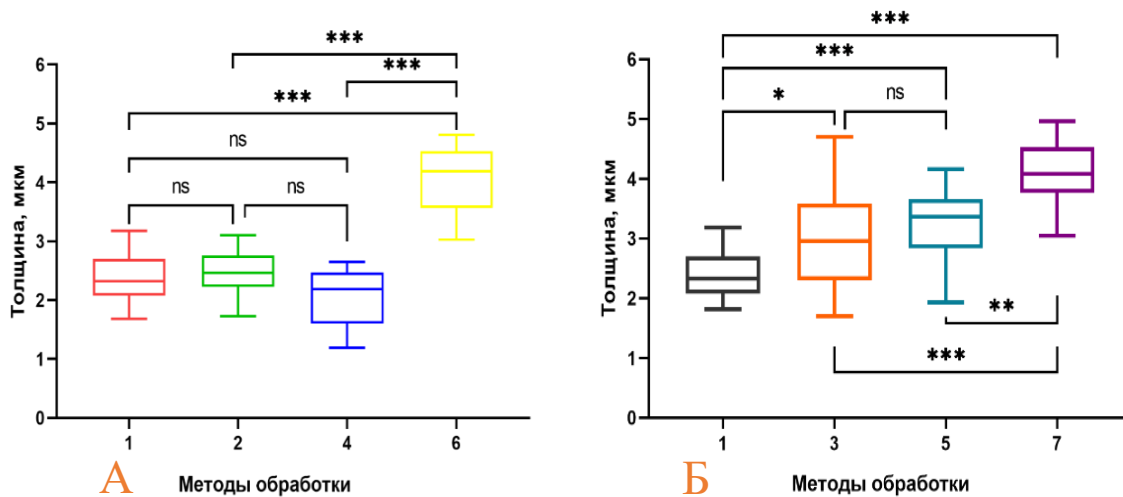 ***
***
***
ns
ns
ns
6
5
4
3
2
1
0
Толщина, мкм
1 2 4 6
А
Методы обработки
***
***
*
ns
**
***
6
5
4
3
2
1
0
Толщина, мкм
1 3 5 7
Б
Методы обработки